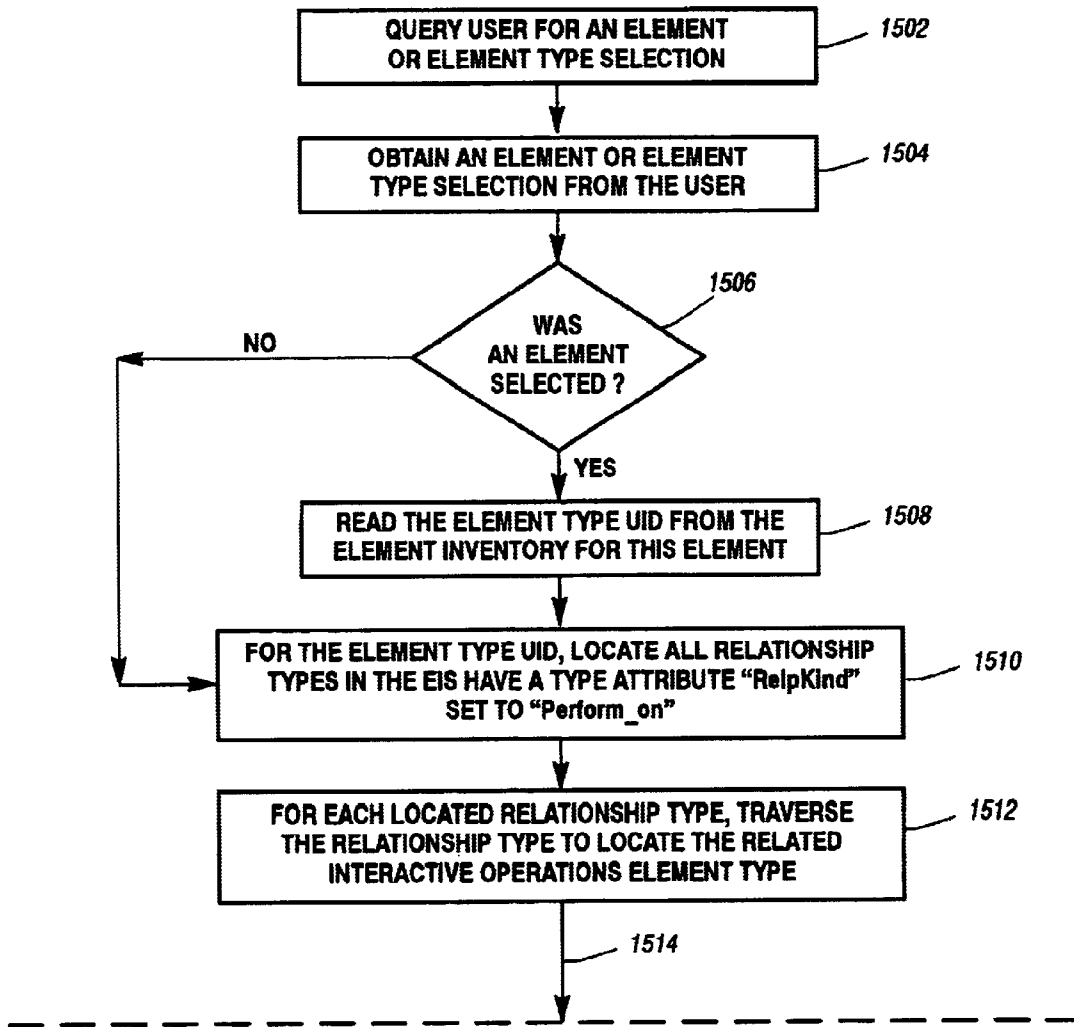 QUERY USER FOR AN ELEMENT
OR ELEMENT TYPE SELECTION
1502
OBTAIN AN ELEMENT OR ELEMENT
TYPE SELECTION FROM THE USER
1504
WAS
AN ELEMENT
SELECTED ?
1506
NO
YES
READ THE ELEMENT TYPE UID FROM THE
ELEMENT INVENTORY FOR THIS ELEMENT
1508
FOR THE ELEMENT TYPE UID, LOCATE ALL RELATIONSHIP
TYPES IN THE EIS HAVE A TYPE ATTRIBUTE “RelpKind”
SET TO “Perform_on”
1510
FOR EACH LOCATED RELATIONSHIP TYPE, TRAVERSE
THE RELATIONSHIP TYPE TO LOCATE THE RELATED
INTERACTIVE OPERATIONS ELEMENT TYPE
1512
1514